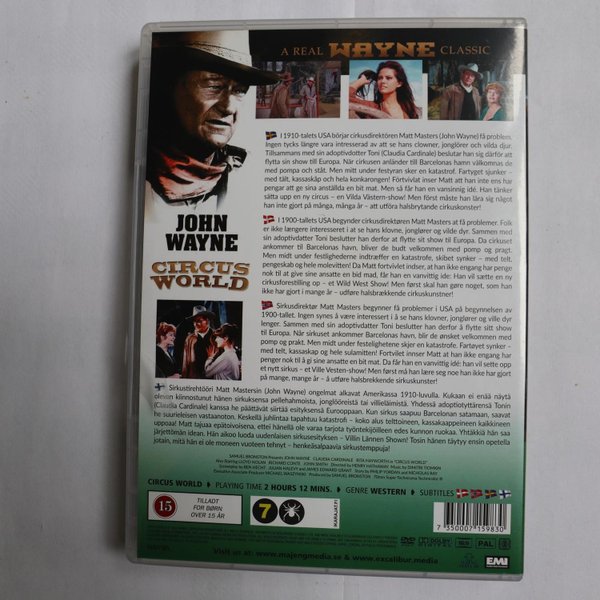 A REAL WAYNE CLASSIC
I 1910-talets USA börjar cirkusdirektören Matt Masters (John Wayne) få problem.
Ingen tycks längre vara intresserad av att se hans clowner, jonglörer och vilda djur.
Tillsammans med sin adoptivdotter Toni (Claudia Cardinale) beslutar han sig därför att
flytta sin show till Europa. När cirkusen anländer till Barcelonas hamn välkomnas de
med pompa och ståt. Men mitt under festligheterna sker en katastrof. Fartyget sjunker –
med tält, kassaskåp och hela konkarongen! Förtvivlat inser Matt att han inte ens har
pengar att ge sina anställda en bit mat. Men så får han en vansinnig idé: Han tänker
sätta upp en ny circus – en Vilda Västern-show! Men först måste han lära sig något
han inte gjort på många, många år – att utföra halsbrytande cirkuskonster!
I 1900-tallets USA begynder cirkusdirektøren Matt Masters at få problemer. Folk
er ikke længere interesseret i at se hans klovne, jonglører og vilde dyr. Sammen med
sin adoptivdatter Toni beslutter han derfor at flytte sit show til Europa. Da cirkuset
ankommer til Barcelonas havn, bliver de budt velkommen med pomp og pragt.
Men midt under festlighederne indtræffer en katastrofe, skibet synker – med telt,
pengeskab og hele molevitten! Da Matt fortvivlet indser, at han ikke engang har penge
nok til at give sine ansatte en bid mad, får han en vanvittig idé: Han vil sætte en ny
cirkusforestilling op – et Wild West Show! Men først skal han gøre noget, som han
ikke har gjort i mange år – udføre halsbrækkende cirkuskunstner!
Sirkusdirektør Matt Masters begynner få problemer i USA på begynnelsen av
1900-tallet. Ingen synes å være interessert i å se hans klovner, jonglører og ville dyr
lenger. Sammen med sin adoptivdatter Toni beslutter han derfor å flytte sitt show
til Europa. Når sirkuset ankommer Barcelonas havn, blir de ønsket velkommen med
pomp og prakt. Men midt under festlighetene skjer en katastrofe. Fartøyet synker –
med telt, kassaskap og hele sulamitten! Fortvilet innser Matt at han ikke engang har
penger nok til å gi sine ansatte en bit mat. Da får han en vanvittig idé: han vil sette opp
et nytt sirkus – et Ville Vesten-show! Men først må han lære seg noe han ikke har gjort
på mange, mange år – å utføre halsbrekkende sirkuskunster!
Sirkustirehtööri Matt Mastersin (John Wayne) ongelmat alkavat Amerikassa 1910-luvulla. Kukaan ei enää näytä
olevan kiinnostunut hänen sirkuksensa pellehahmoista, jonglööreistä tai villieläimistä. Yhdessä adoptiotyttärensä Tonin
(Claudia Cardinale) kanssa he päättävät siirtää esityksensä Eurooppaan. Kun sirkus saapuu Barcelonan satamaan, saavat
he suurieleisen vastaanoton. Keskellä juhlintaa tapahtuu katastrofi – koko alus telttoineen, kassakaappeineen kaikkineen
uppoaa! Matt tajuaa epätoivoisena, ettei hänellä ole varaa tarjota työntekijöilleen edes kunnon ruokaa. Yhtäkkiä hän saa
järjettömän idean. Hän aikoo luoda uudenlaisen sirkusesityksen – Villin Lännen Show! Tosin hänen täytyy ensin opetella
jotain, mitä hän ei ole moneen vuoteen tehnyt – henkeäsalpaavia sirkustemppuja!
JOHN
WAYNE
CIRCUS
WORLD
CIRCUS WORLD PLAYING TIME 2 HOURS 12 MINS. GENRE WESTERN SUBTITLES
15
TILLADT
FOR BØRN
OVER 15 ÅR
7
7 350007 159830
DVD
DOLBY
DIGITAL
PAL
EMI
Visit us at: www.majengmedia.se & www.excalibur.media